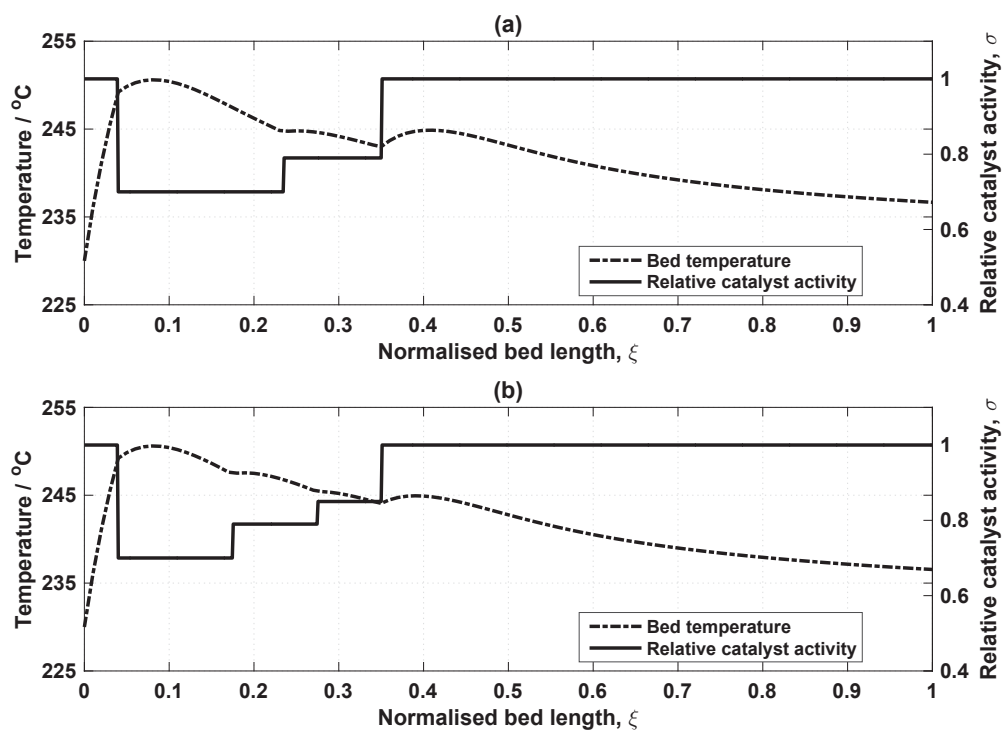 (a)
255
245
235
225
Temperature / °C
1
0.8
0.6
0.4
Relative catalyst activity, σ
Bed temperature
Relative catalyst activity
0 0.1 0.2 0.3 0.4 0.5 0.6 0.7 0.8 0.9 1
Normalised bed length, ξ
(b)
255
245
235
225
Temperature / °C
1
0.8
0.6
0.4
Relative catalyst activity, σ
Bed temperature
Relative catalyst activity
0 0.1 0.2 0.3 0.4 0.5 0.6 0.7 0.8 0.9 1
Normalised bed length, ξ